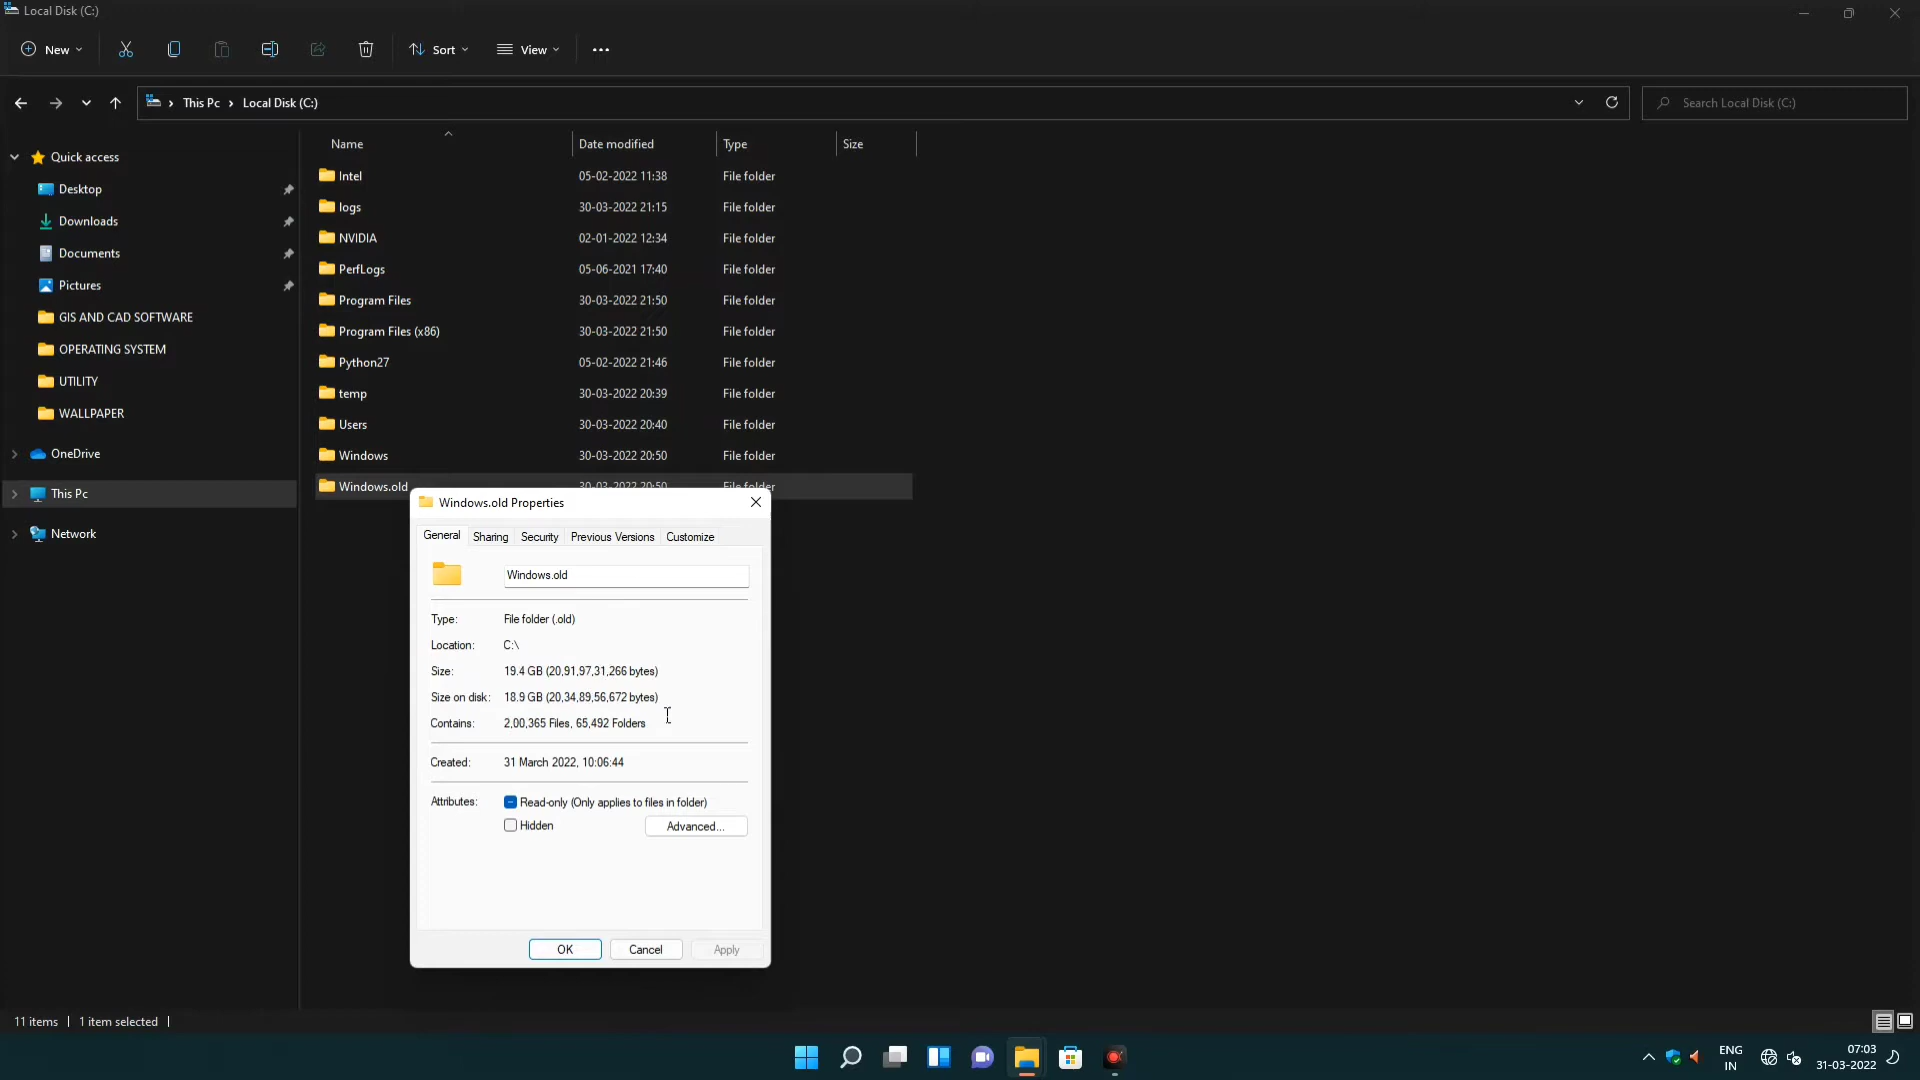 Local Disk (C:)
New
Sort
View
This Pc
Local Disk (C:)
Search Local Disk (C:)
Quick access
Desktop
Downloads
Documents
Pictures
GIS AND CAD SOFTWARE
OPERATING SYSTEM
UTILITY
WALLPAPER
OneDrive
This Pc
Network
Name Date modified Type Size
Intel 05-02-2022 11:38 File folder
logs 30-03-2022 21:15 File folder
NVIDIA 02-01-2022 12:34 File folder
PerfLogs 05-06-2021 17:40 File folder
Program Files 30-03-2022 21:50 File folder
Program Files (x86) 30-03-2022 21:50 File folder
Python27 05-02-2022 21:46 File folder
temp 30-03-2022 20:39 File folder
Users 30-03-2022 20:40 File folder
Windows 30-03-2022 20:50 File folder
Windows.old 30-03-2022 20:50 File folder
Windows.old Properties
General Sharing Security Previous Versions Customize
Windows.old
Type: File folder (.old)
Location: C:\
Size: 19.4 GB (20,91,97,31,266 bytes)
Size on disk: 18.9 GB (20,34,89,56,672 bytes)
Contains: 2,00,365 Files, 65,492 Folders
Created: 31 March 2022, 10:06:44
Attributes: Read-only (Only applies to files in folder)
Hidden Advanced...
OK Cancel Apply
11 items 1 item selected
ENG
IN
07:03
31-03-2022